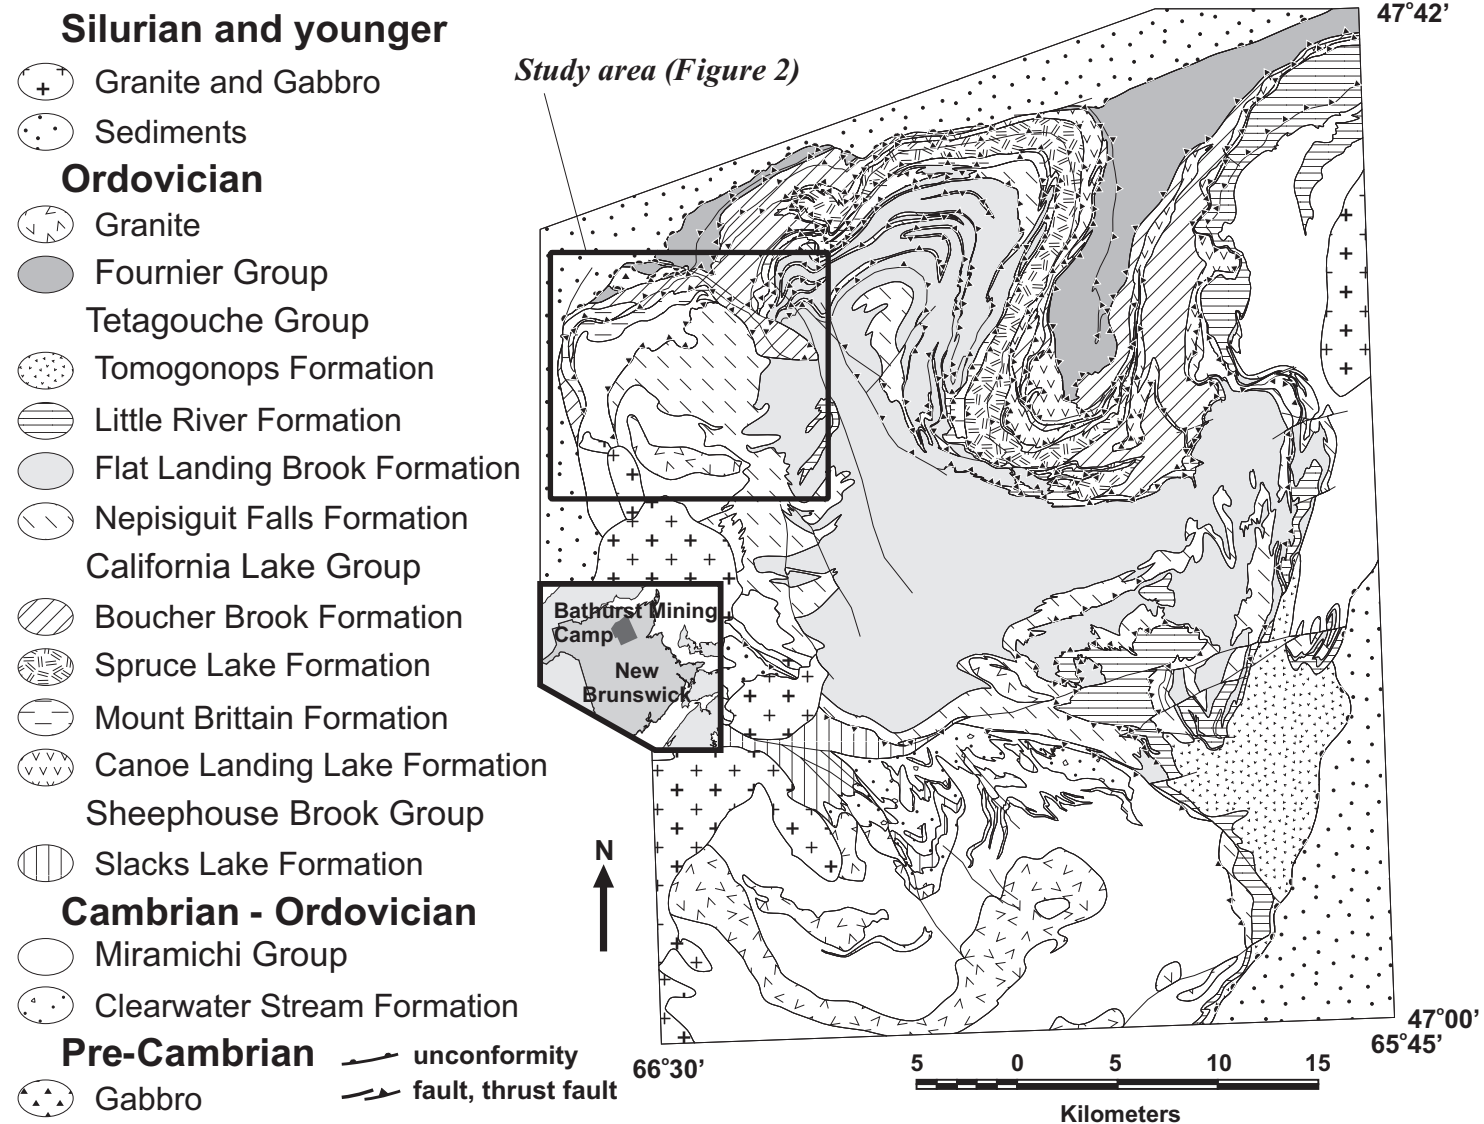 Silurian and younger
Granite and Gabbro
Sediments
Ordovician
Granite
Fournier Group
Tetagouche Group
Tomogonops Formation
Little River Formation
Flat Landing Brook Formation
Nepisiguit Falls Formation
California Lake Group
Boucher Brook Formation
Spruce Lake Formation
Mount Brittain Formation
Canoe Landing Lake Formation
Sheephouse Brook Group
Slacks Lake Formation
Cambrian - Ordovician
Miramichi Group
Clearwater Stream Formation
Pre-Cambrian
Gabbro
unconformity
fault, thrust fault
Study area (Figure 2)
47°42'
Bathurst Mining
Camp
New
Brunswick
N
66°30'
47°00'
65°45'
5 0 5 10 15
Kilometers